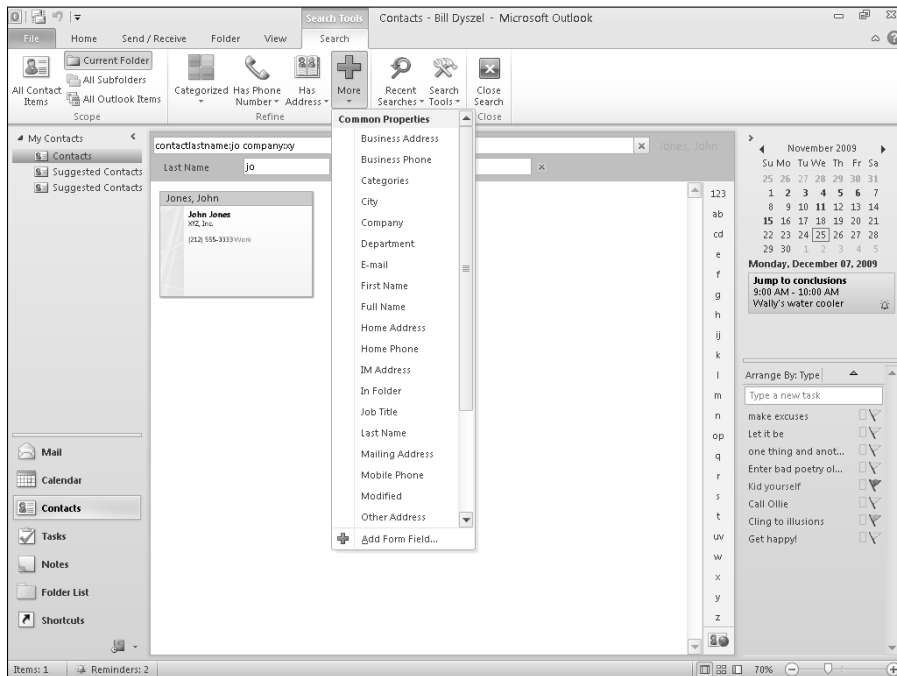 Search Tools
Contacts - Bill Dyszel - Microsoft Outlook
File Home Send / Receive Folder View Search
All Contact Items
Current Folder
All Subfolders
All Outlook Items
Scope
Categorized
Has Phone Number
Has Address
More
Refine
Recent Searches
Search Tools
Close Search
Close
My Contacts
Contacts
Suggested Contacts
Suggested Contacts
Mail
Calendar
Contacts
Tasks
Notes
Folder List
Shortcuts
contactlastname:jo company:xy
Jones, John
Last Name jo
Jones, John
John Jones
XYZ, Inc.
(212) 555-3333 Work
Common Properties
Business Address
Business Phone
Categories
City
Company
Department
E-mail
First Name
Full Name
Home Address
Home Phone
IM Address
In Folder
Job Title
Last Name
Mailing Address
Mobile Phone
Modified
Other Address
Add Form Field...
123
ab
cd
e
f
g
h
ij
k
l
m
n
op
q
r
s
t
uv
w
x
y
z
November 2009
Su Mo Tu We Th Fr Sa
25 26 27 28 29 30 31
1 2 3 4 5 6 7
8 9 10 11 12 13 14
15 16 17 18 19 20 21
22 23 24 25 26 27 28
29 30 1 2 3 4 5
Monday, December 07, 2009
Jump to conclusions
9:00 AM - 10:00 AM
Wally's water cooler
Arrange By: Type
Type a new task
make excuses
Let it be
one thing and anot...
Enter bad poetry ol...
Kid yourself
Call Ollie
Cling to illusions
Get happy!
Items: 1
Reminders: 2
70%